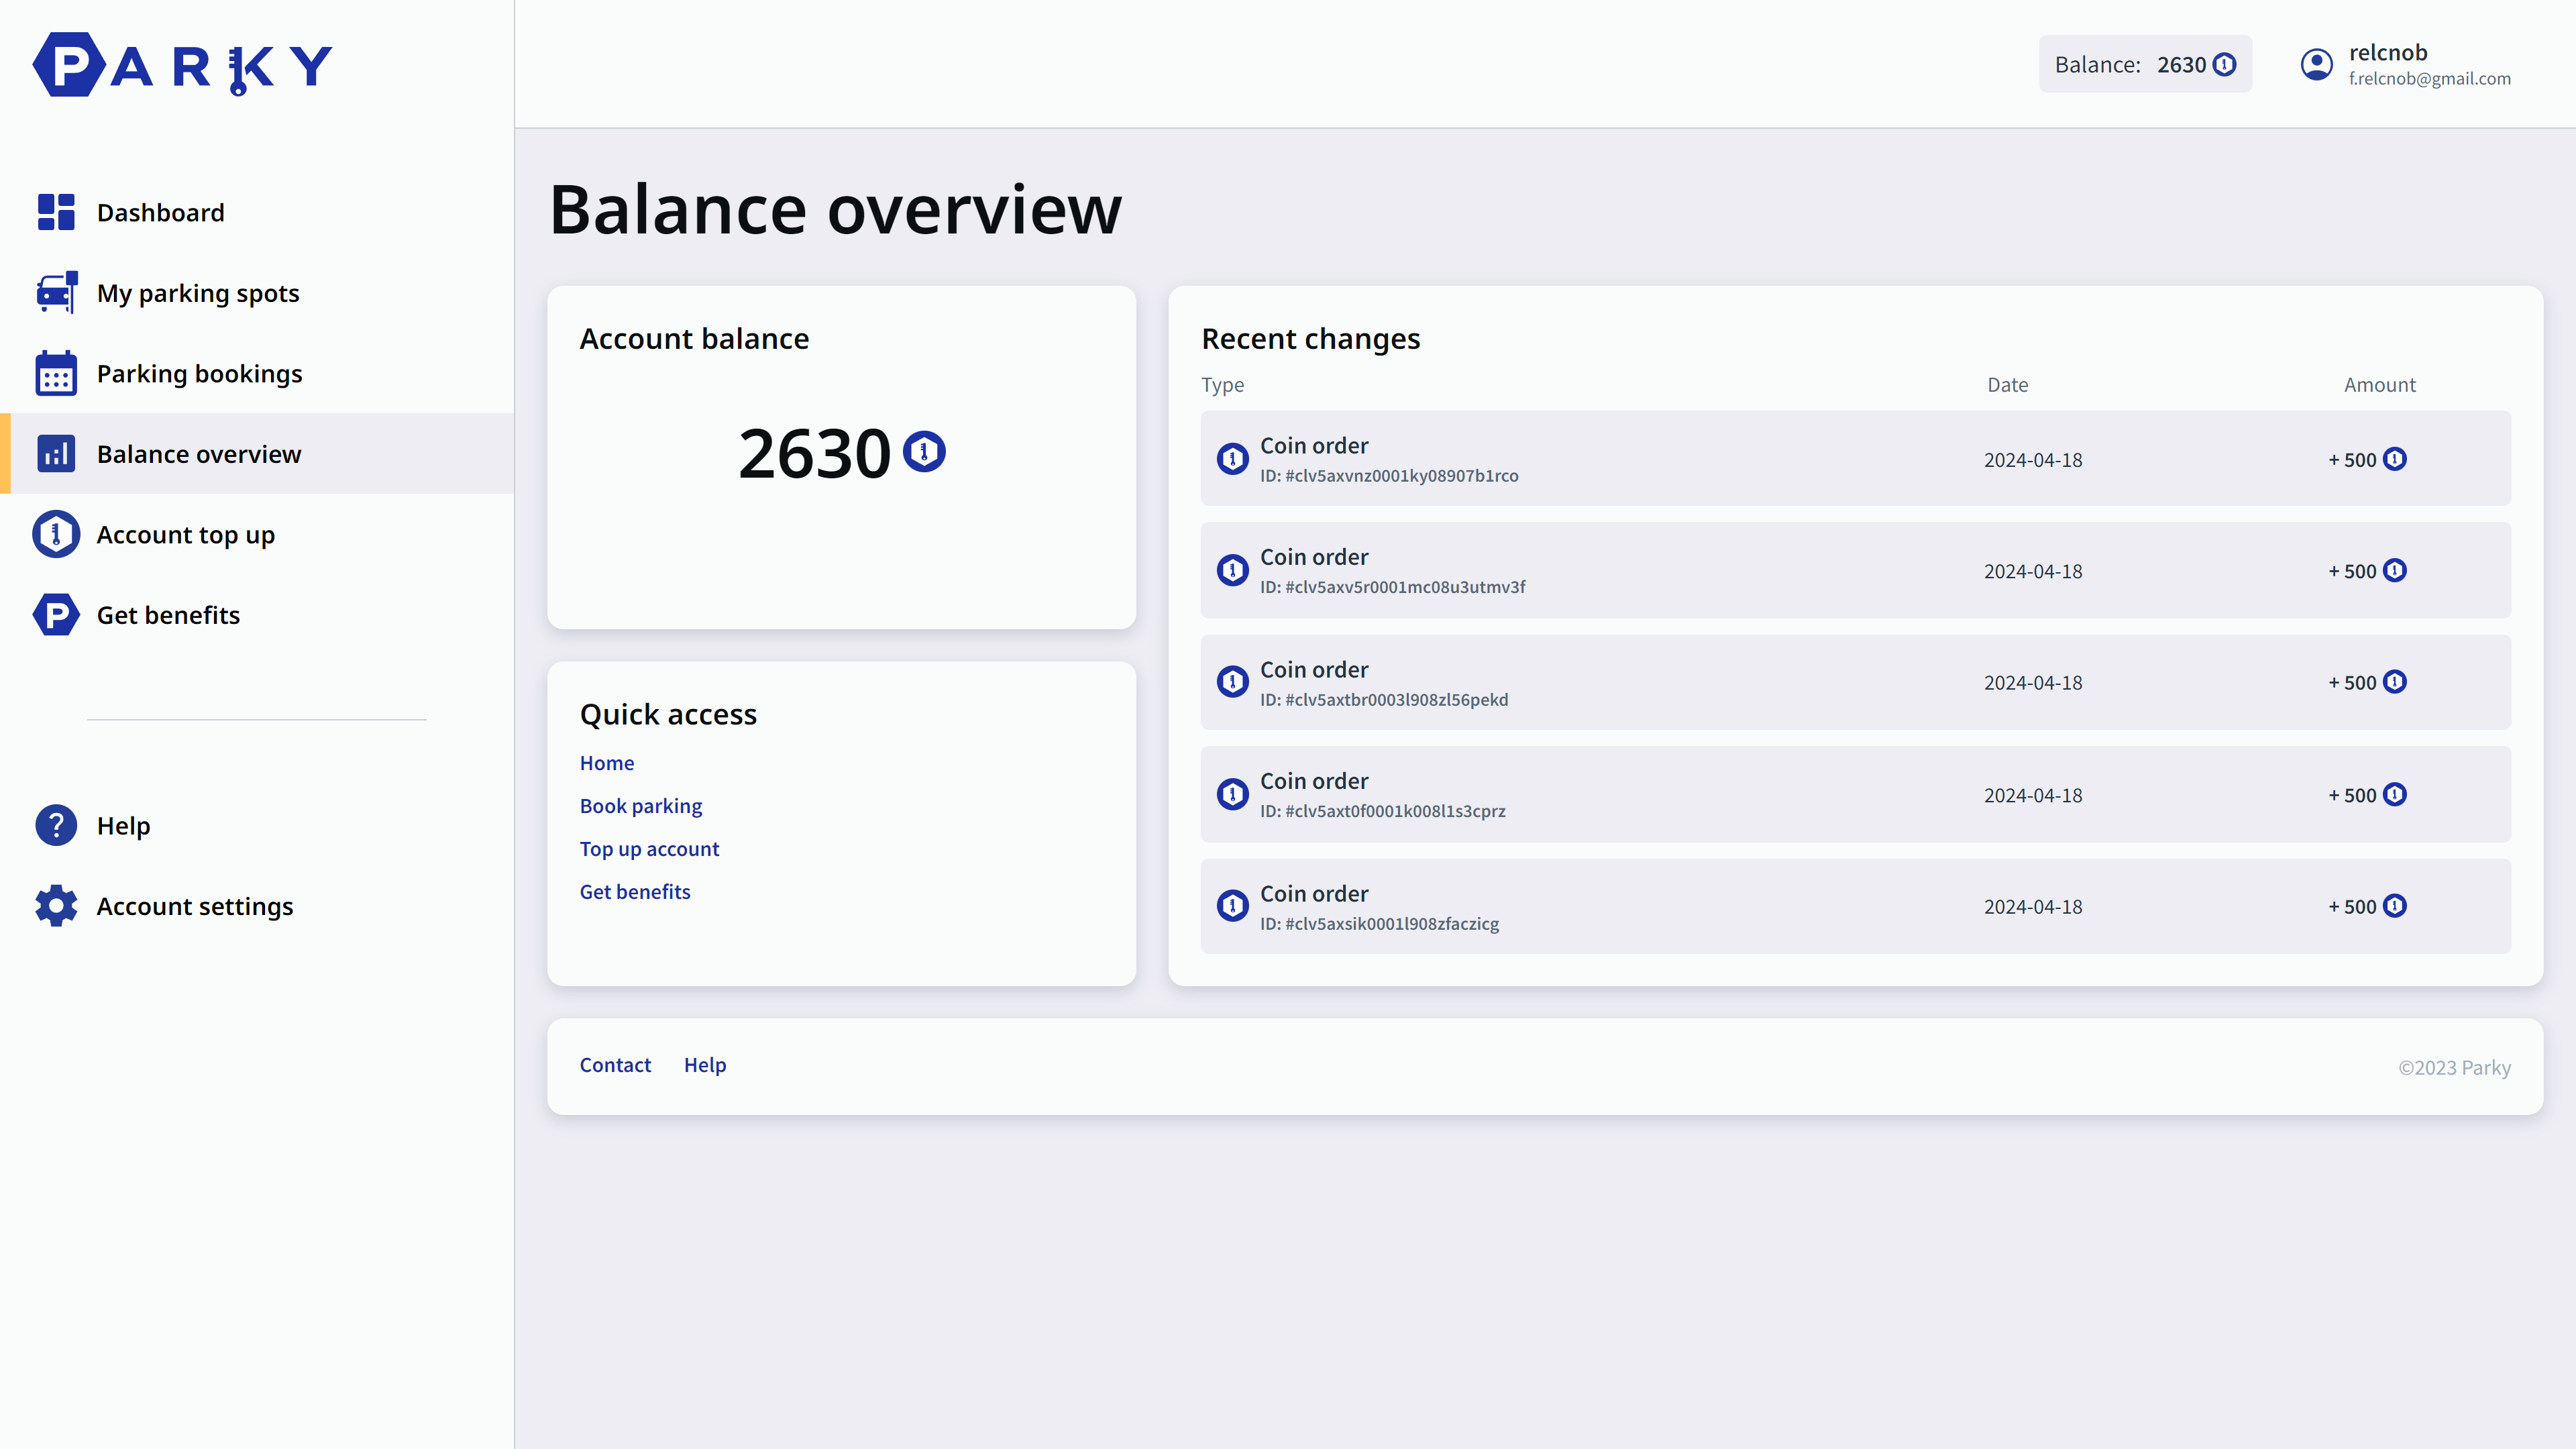 PARKY
Balance: 2630
relcnob
f.relcnob@gmail.com
Dashboard
My parking spots
Parking bookings
Balance overview
Account top up
Get benefits
Help
Account settings
Balance overview
Account balance
2630
Quick access
Home
Book parking
Top up account
Get benefits
Recent changes
Type Date Amount
Coin order
ID: #clv5axvnz0001ky08907b1rco
2024-04-18 + 500
Coin order
ID: #clv5axv5r0001mc08u3utmv3f
2024-04-18 + 500
Coin order
ID: #clv5axtbr0003l908zl56pekd
2024-04-18 + 500
Coin order
ID: #clv5axt0f0001k008l1s3cprz
2024-04-18 + 500
Coin order
ID: #clv5axsik0001l908zfaczicg
2024-04-18 + 500
Contact Help
©2023 Parky